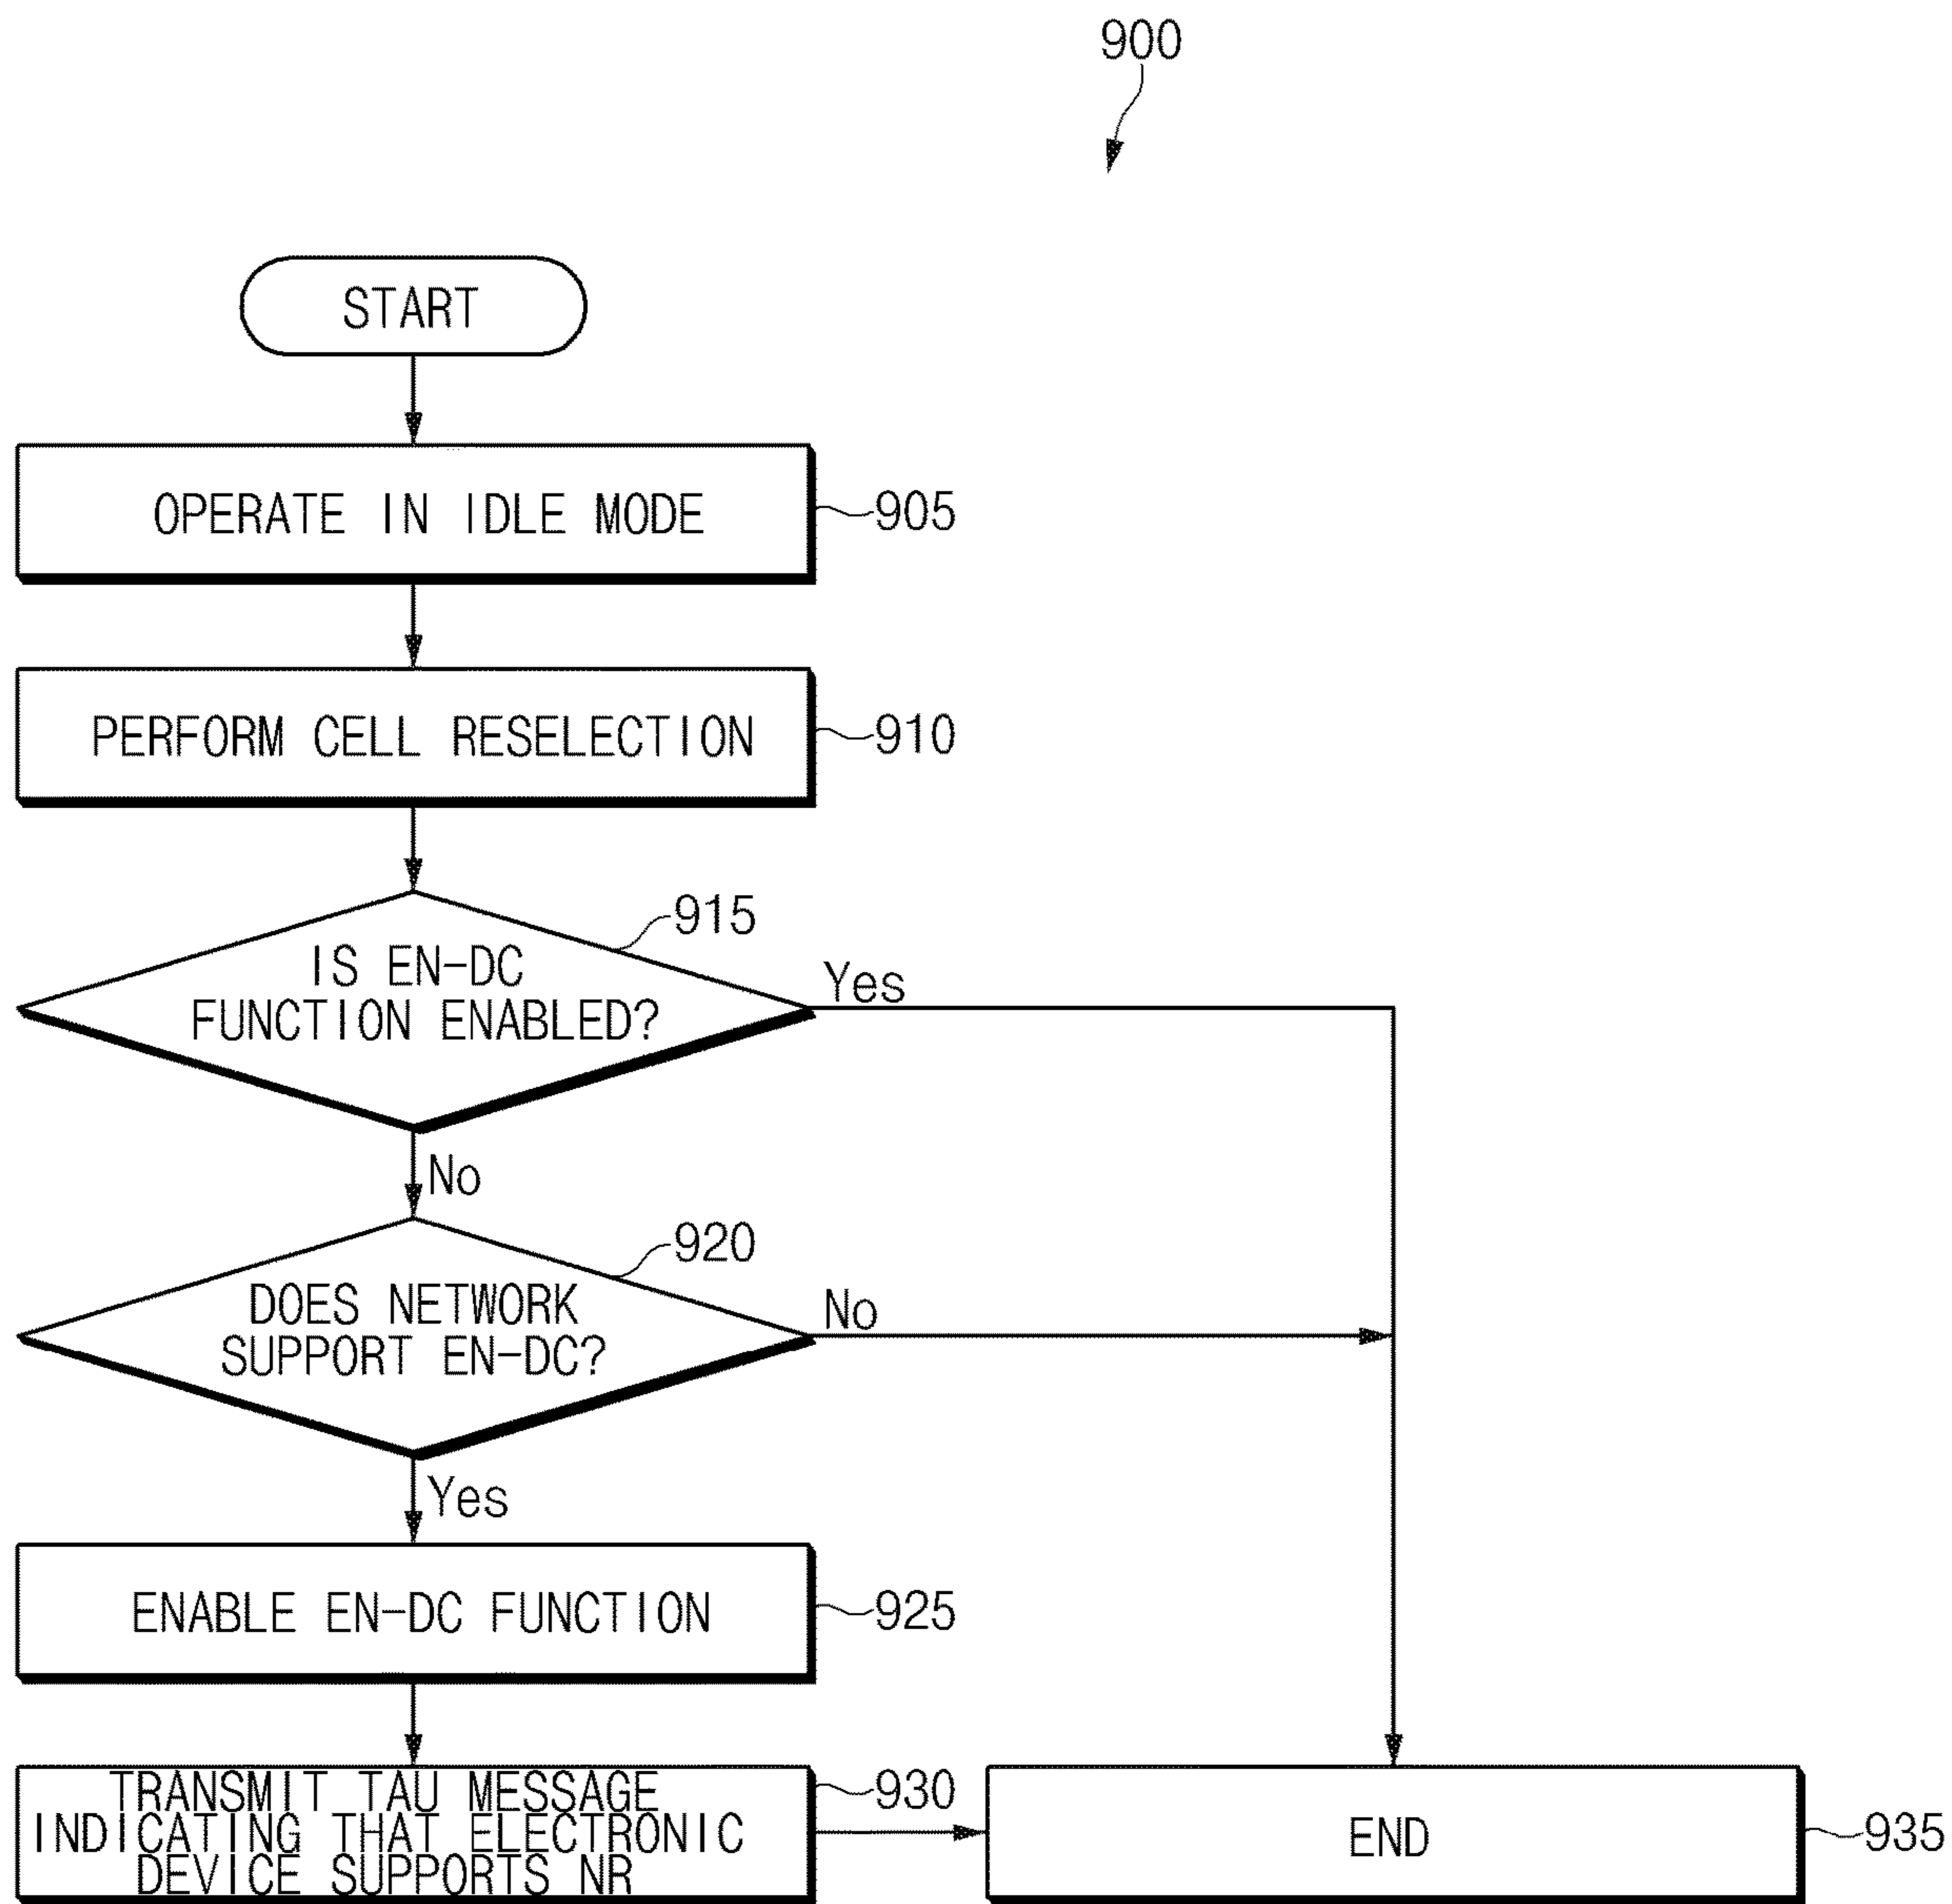 900
START
OPERATE IN IDLE MODE
905
PERFORM CELL RESELECTION
910
915
IS EN-DC
FUNCTION ENABLED?
Yes
No
920
DOES NETWORK
SUPPORT EN-DC?
No
Yes
ENABLE EN-DC FUNCTION
925
TRANSMIT TAU MESSAGE
INDICATING THAT ELECTRONIC
DEVICE SUPPORTS NR
930
END
935